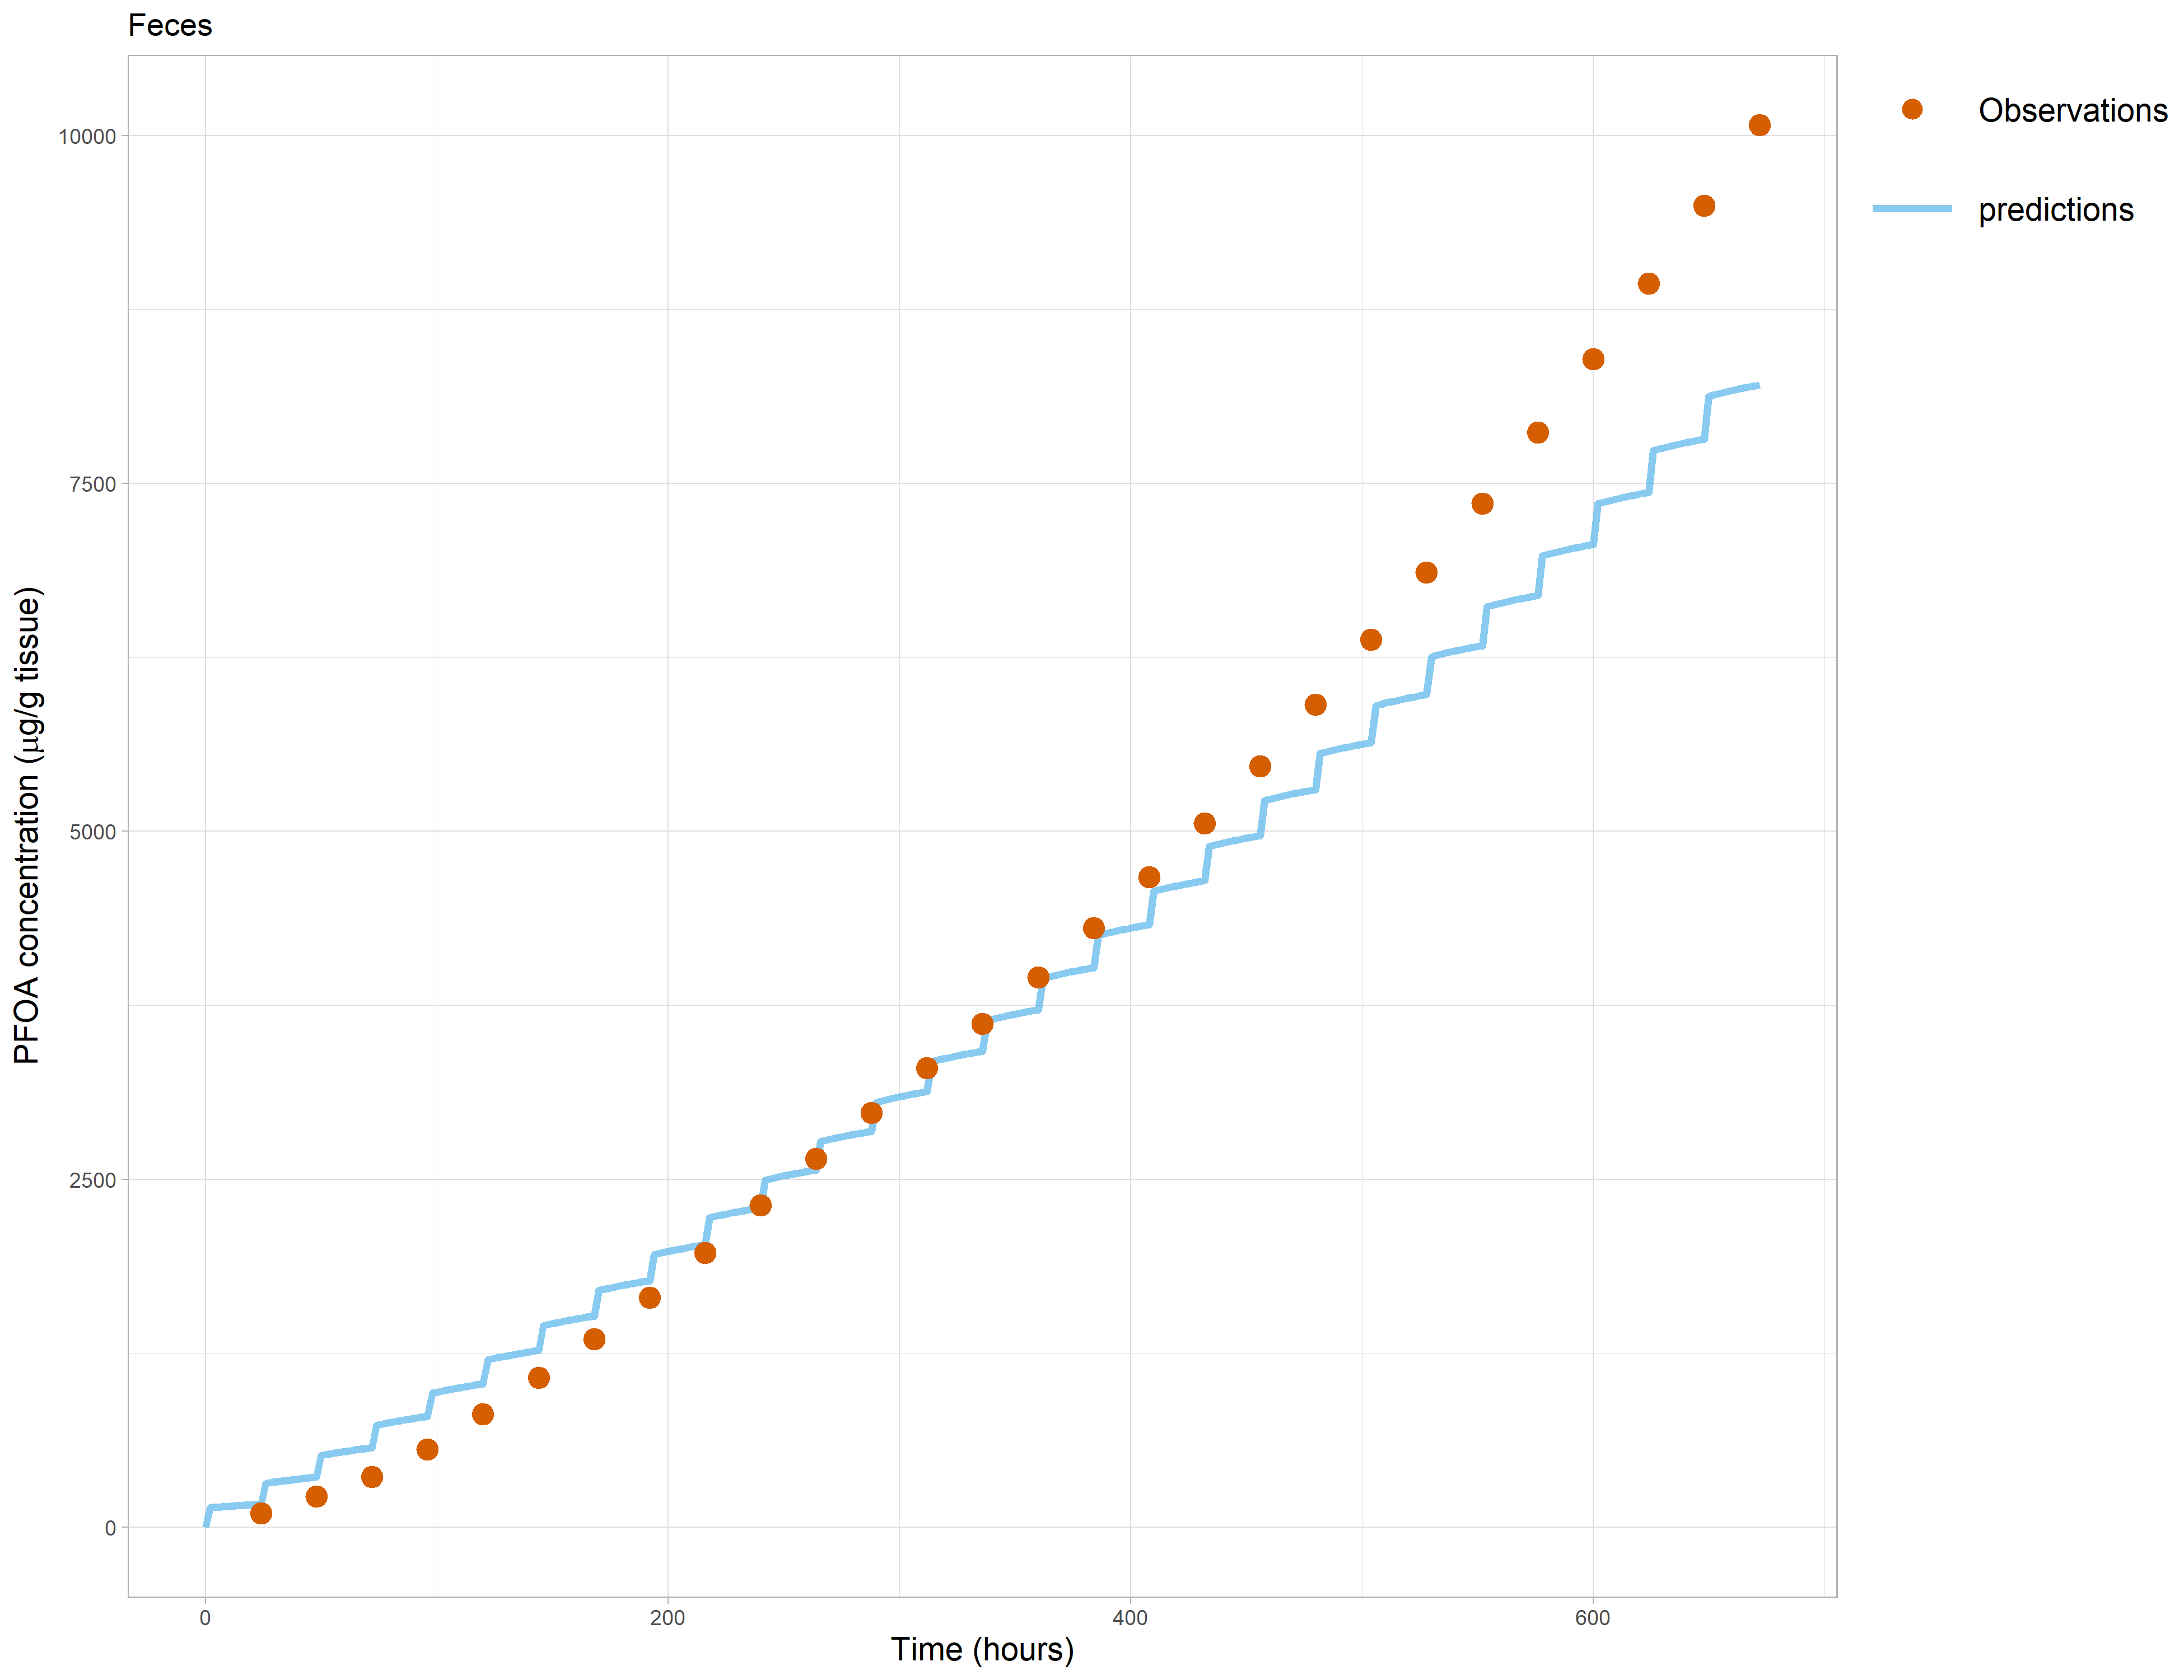 Feces
Observations
predictions
PFOA concentration (μg/g tissue)
10000
7500
5000
2500
0
0 200 400 600
Time (hours)